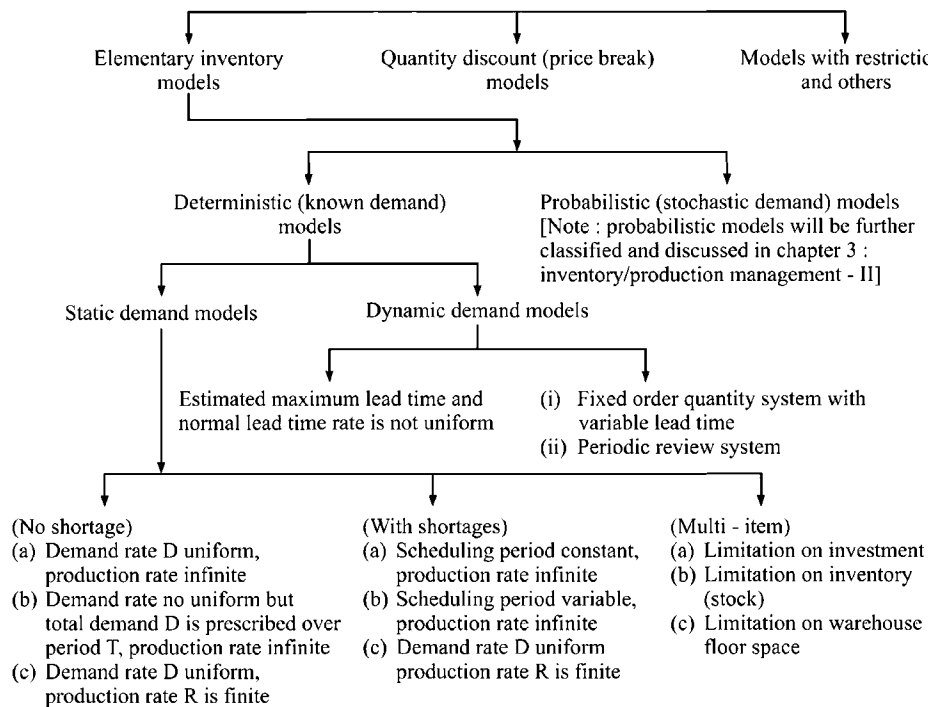 Elementary inventory
models
Quantity discount (price break)
models
Models with restrictic
and others
Deterministic (known demand)
models
Probabilistic (stochastic demand) models
[Note : probabilistic models will be further
classified and discussed in chapter 3 :
inventory/production management - II]
Static demand models
Dynamic demand models
Estimated maximum lead time and
normal lead time rate is not uniform
(i) Fixed order quantity system with
variable lead time
(ii) Periodic review system
(No shortage)
(a) Demand rate D uniform,
production rate infinite
(b) Demand rate no uniform but
total demand D is prescribed over
period T, production rate infinite
(c) Demand rate D uniform,
production rate R is finite
(With shortages)
(a) Scheduling period constant,
production rate infinite
(b) Scheduling period variable,
production rate infinite
(c) Demand rate D uniform
production rate R is finite
(Multi - item)
(a) Limitation on investment
(b) Limitation on inventory
(stock)
(c) Limitation on warehouse
floor space